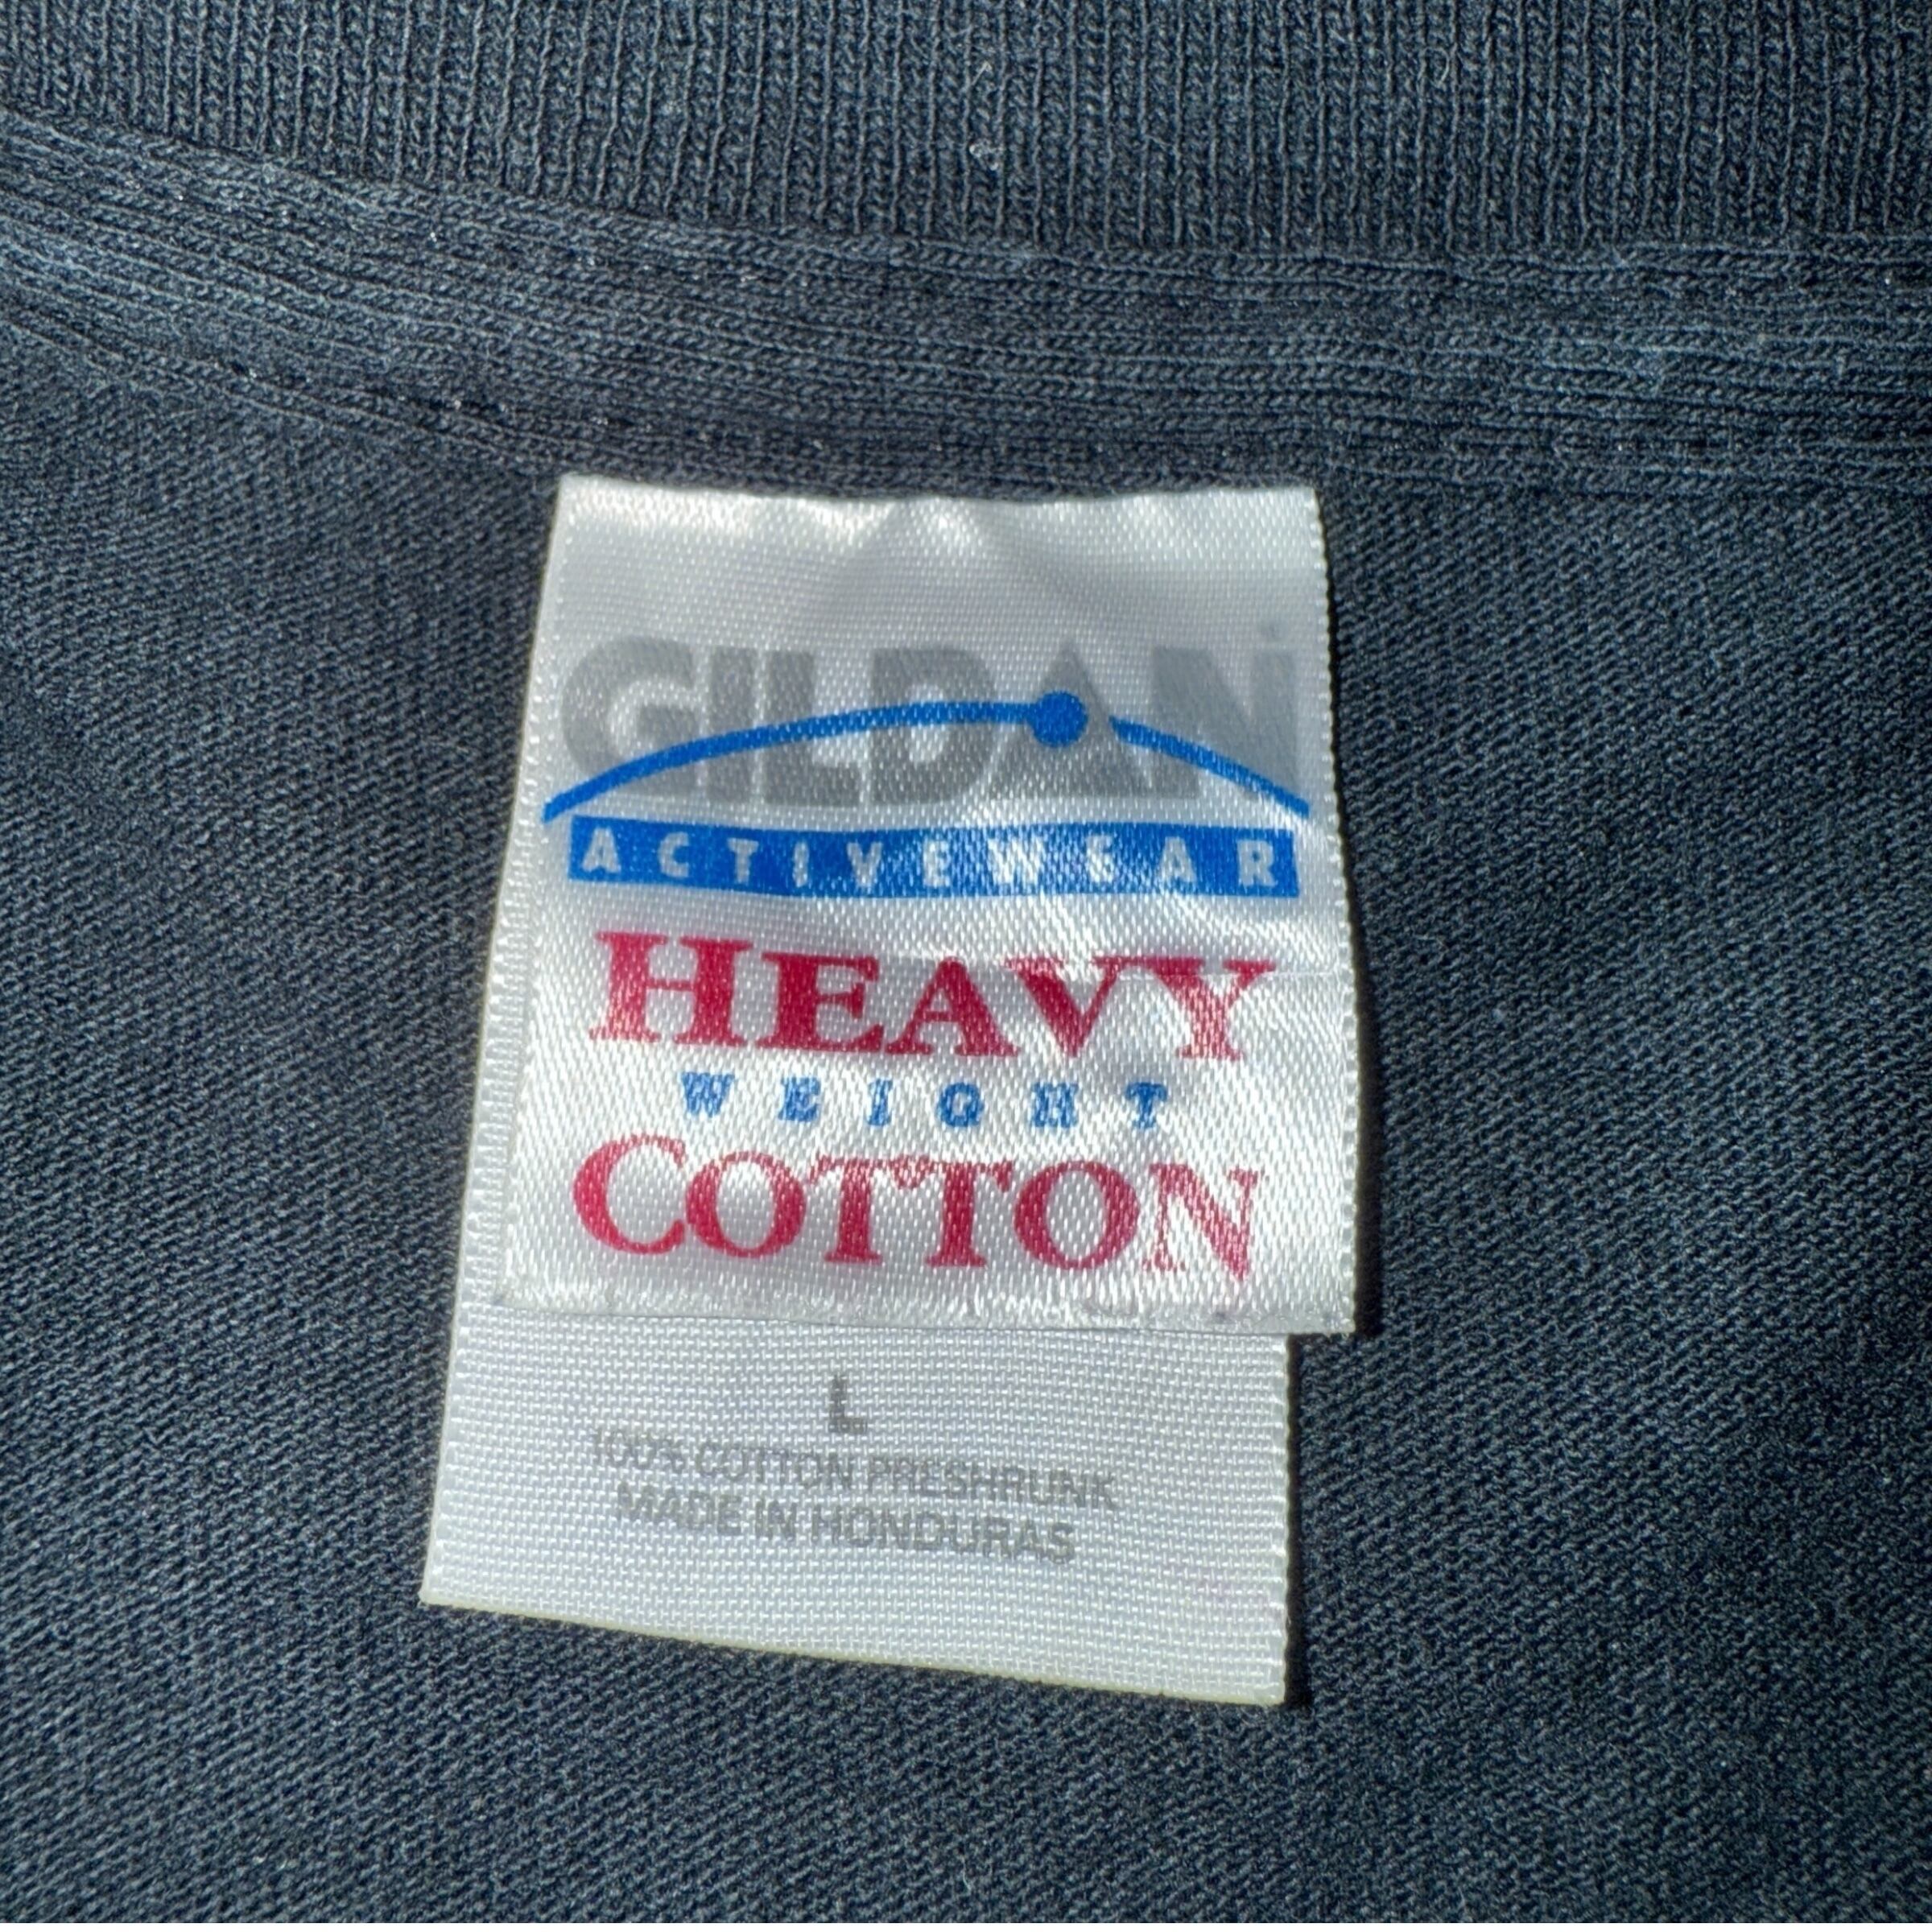 GILDAN
ACTIVEWEAR
HEAVY
WEIGHT
COTTON
L
100% COTTON PRESHRUNK
MADE IN HONDURAS